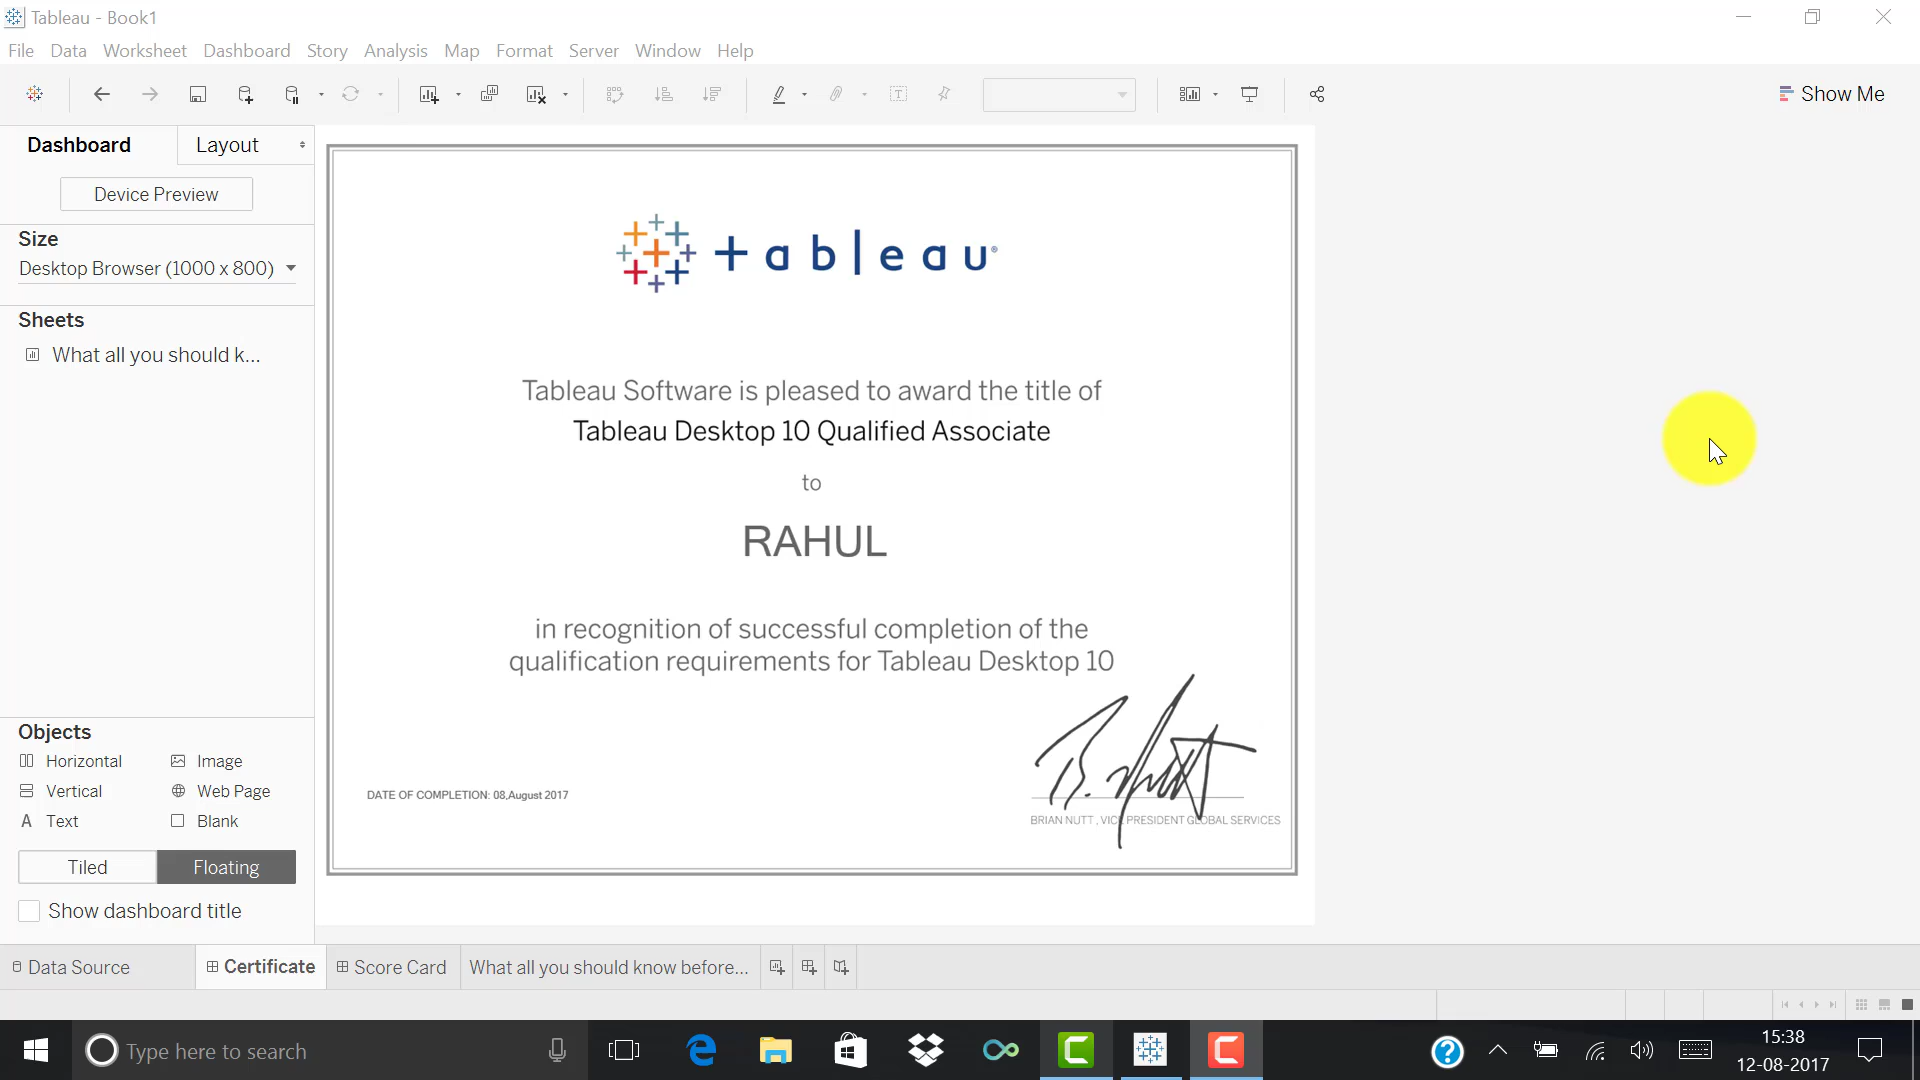 Tableau - Book1
File Data Worksheet Dashboard Story Analysis Map Format Server Window Help
Show Me
Dashboard Layout
Device Preview
Size
Desktop Browser (1000 x 800)
Sheets
What all you should k...
Objects
Horizontal Image
Vertical Web Page
A Text Blank
Tiled Floating
Show dashboard title
+ableau®
Tableau Software is pleased to award the title of
Tableau Desktop 10 Qualified Associate
to
RAHUL
in recognition of successful completion of the
qualification requirements for Tableau Desktop 10
DATE OF COMPLETION: 08,August 2017
BRIAN NUTT , VICE PRESIDENT GLOBAL SERVICES
Data Source Certificate Score Card What all you should know before...
Type here to search
15:38
12-08-2017